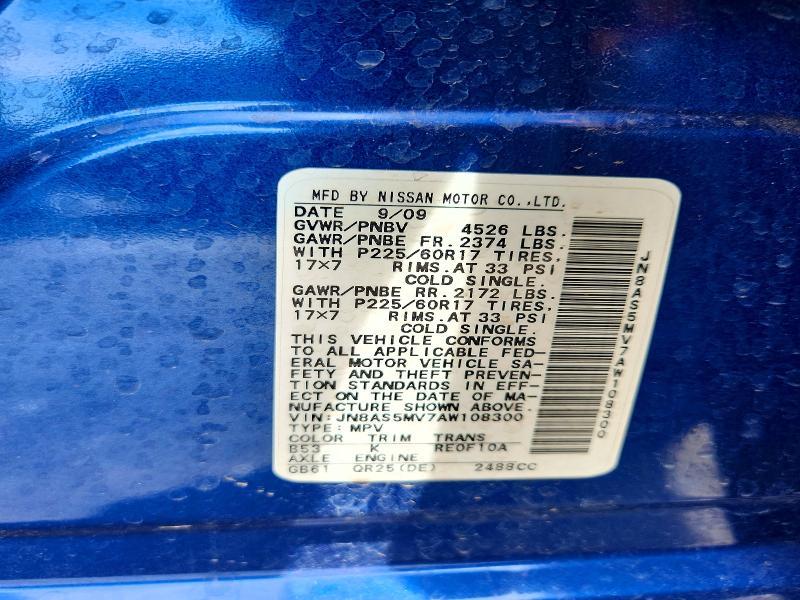 MFD BY NISSAN MOTOR CO.,LTD.
DATE 9/09
GVWR/PNBV 4526 LBS.
GAWR/PNBE FR. 2374 LBS.
WITH P225/60R17 TIRES,
17×7 RIMS.AT 33 PSI
COLD SINGLE.
GAWR/PNBE RR. 2172 LBS.
WITH P225/60R17 TIRES,
17×7 RIMS.AT 33 PSI
COLD SINGLE.
THIS VEHICLE CONFORMS
TO ALL APPLICABLE FED-
ERAL MOTOR VEHICLE SA-
FETY AND THEFT PREVEN-
TION STANDARDS IN EFF-
ECT ON THE DATE OF MA-
NUFACTURE SHOWN ABOVE.
VIN:JN8AS5MV7AW108300
TYPE:MPV
COLOR TRIM TRANS
B53 K RE0F10A
AXLE ENGINE
GB61 QR25(DE) 2488CC
JN8AS5MV7AW108300